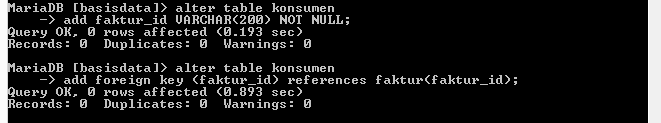 MariaDB [basisdata]> alter table konsumen
    -> add faktur_id VARCHAR(200) NOT NULL;
Query OK, 0 rows affected (0.193 sec)
Records: 0  Duplicates: 0  Warnings: 0

MariaDB [basisdata]> alter table konsumen
    -> add foreign key (faktur_id) references faktur(faktur_id);
Query OK, 0 rows affected (0.893 sec)
Records: 0  Duplicates: 0  Warnings: 0